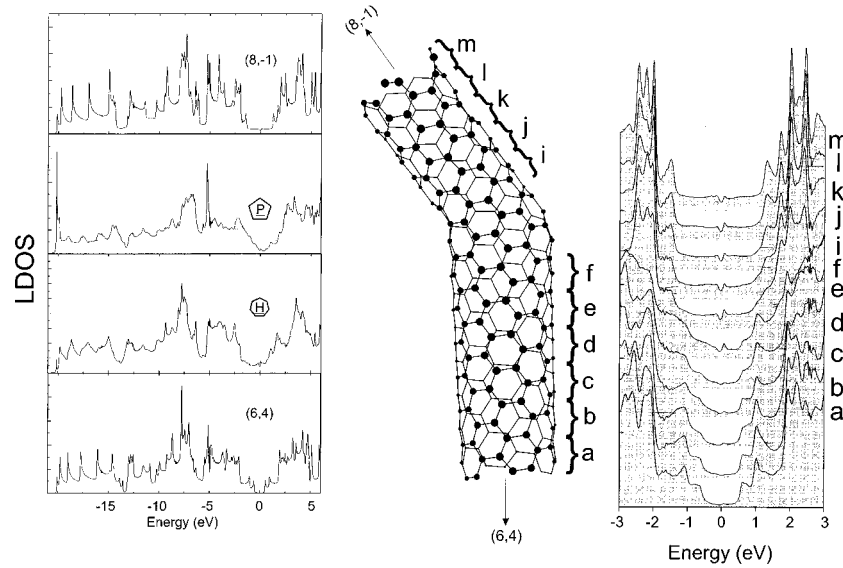 LDOS
(8,-1)
P
H
(6,4)
-15 -10 -5 0 5
Energy (eV)
(8,-1)
m
l
k
j
i
f
e
d
c
b
a
(6,4)
m
l
k
j
i
f
e
d
c
b
a
-3 -2 -1 0 1 2 3
Energy (eV)